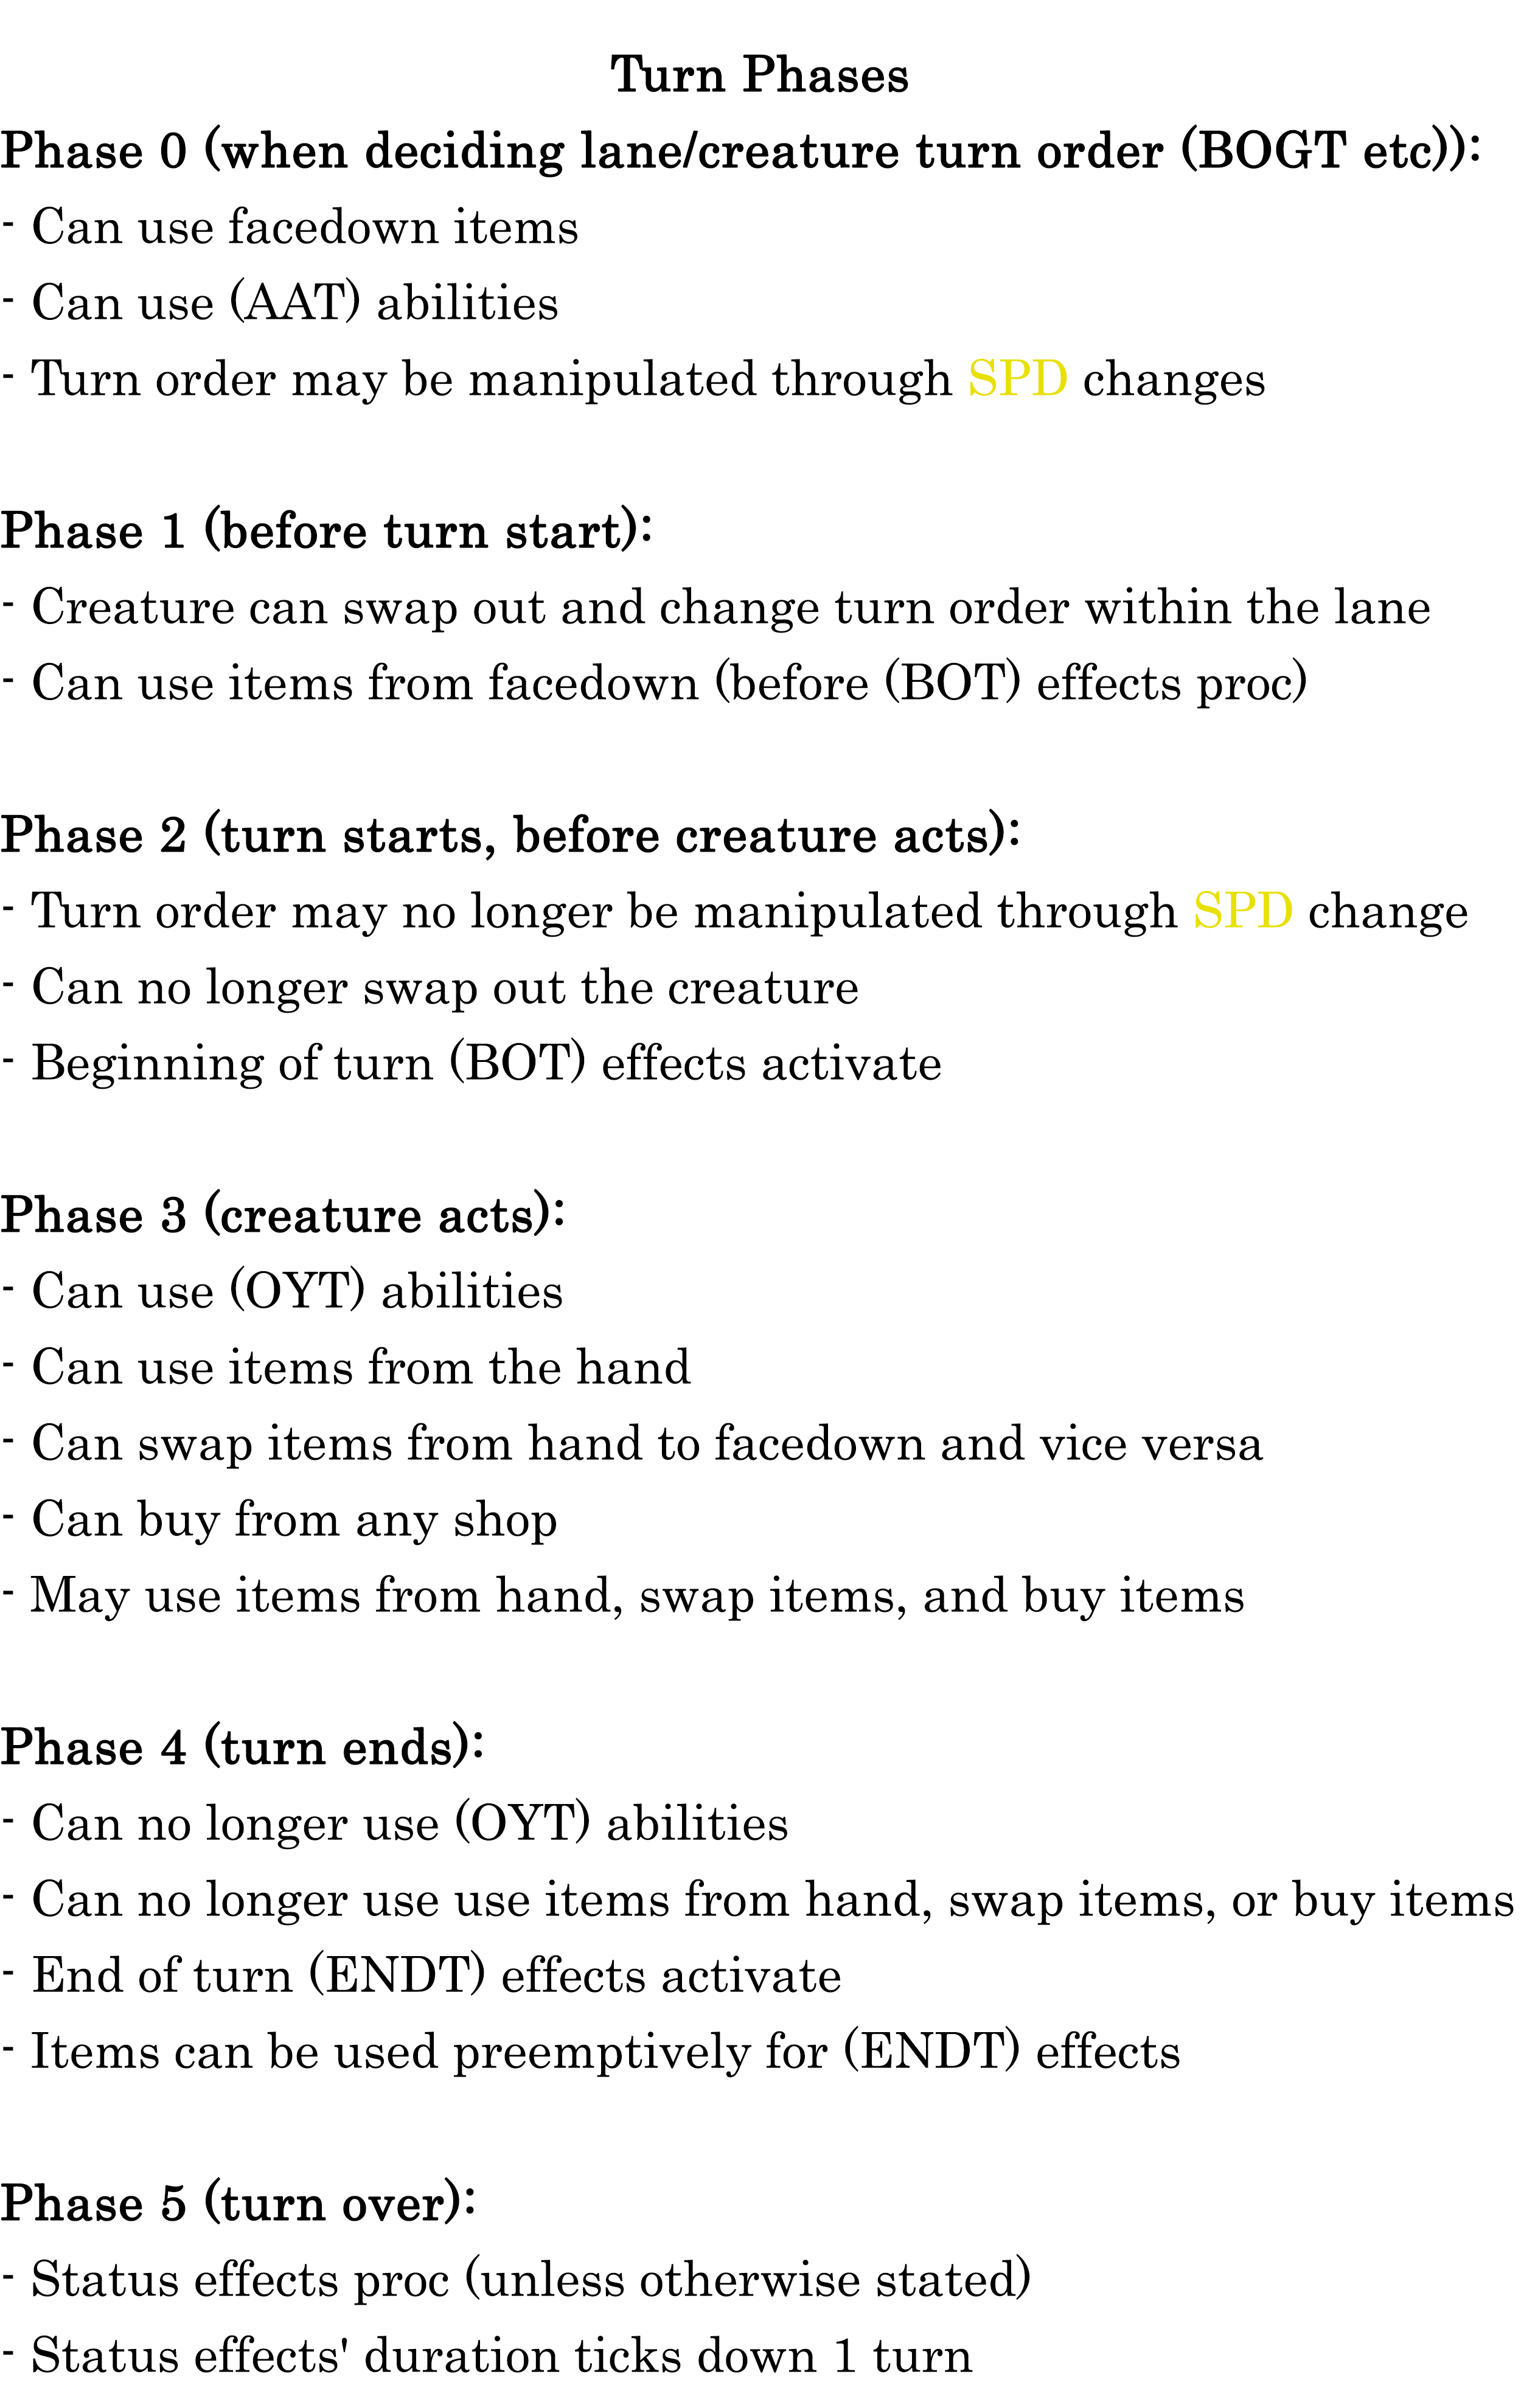 Turn Phases
Phase 0 (when deciding lane/creature turn order (BOGT etc)):
- Can use facedown items
- Can use (AAT) abilities
- Turn order may be manipulated through SPD changes
Phase 1 (before turn start):
- Creature can swap out and change turn order within the lane
- Can use items from facedown (before (BOT) effects proc)
Phase 2 (turn starts, before creature acts):
- Turn order may no longer be manipulated through SPD change
- Can no longer swap out the creature
- Beginning of turn (BOT) effects activate
Phase 3 (creature acts):
- Can use (OYT) abilities
- Can use items from the hand
- Can swap items from hand to facedown and vice versa
- Can buy from any shop
- May use items from hand, swap items, and buy items
Phase 4 (turn ends):
- Can no longer use (OYT) abilities
- Can no longer use use items from hand, swap items, or buy items
- End of turn (ENDT) effects activate
- Items can be used preemptively for (ENDT) effects
Phase 5 (turn over):
- Status effects proc (unless otherwise stated)
- Status effects' duration ticks down 1 turn